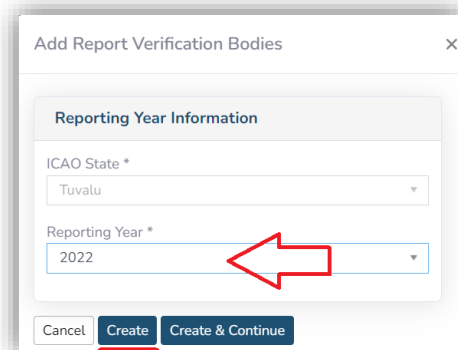 Add Report Verification Bodies ×
Reporting Year Information
ICAO State *
Tuvalu
Reporting Year *
2022
Cancel Create Create & Continue